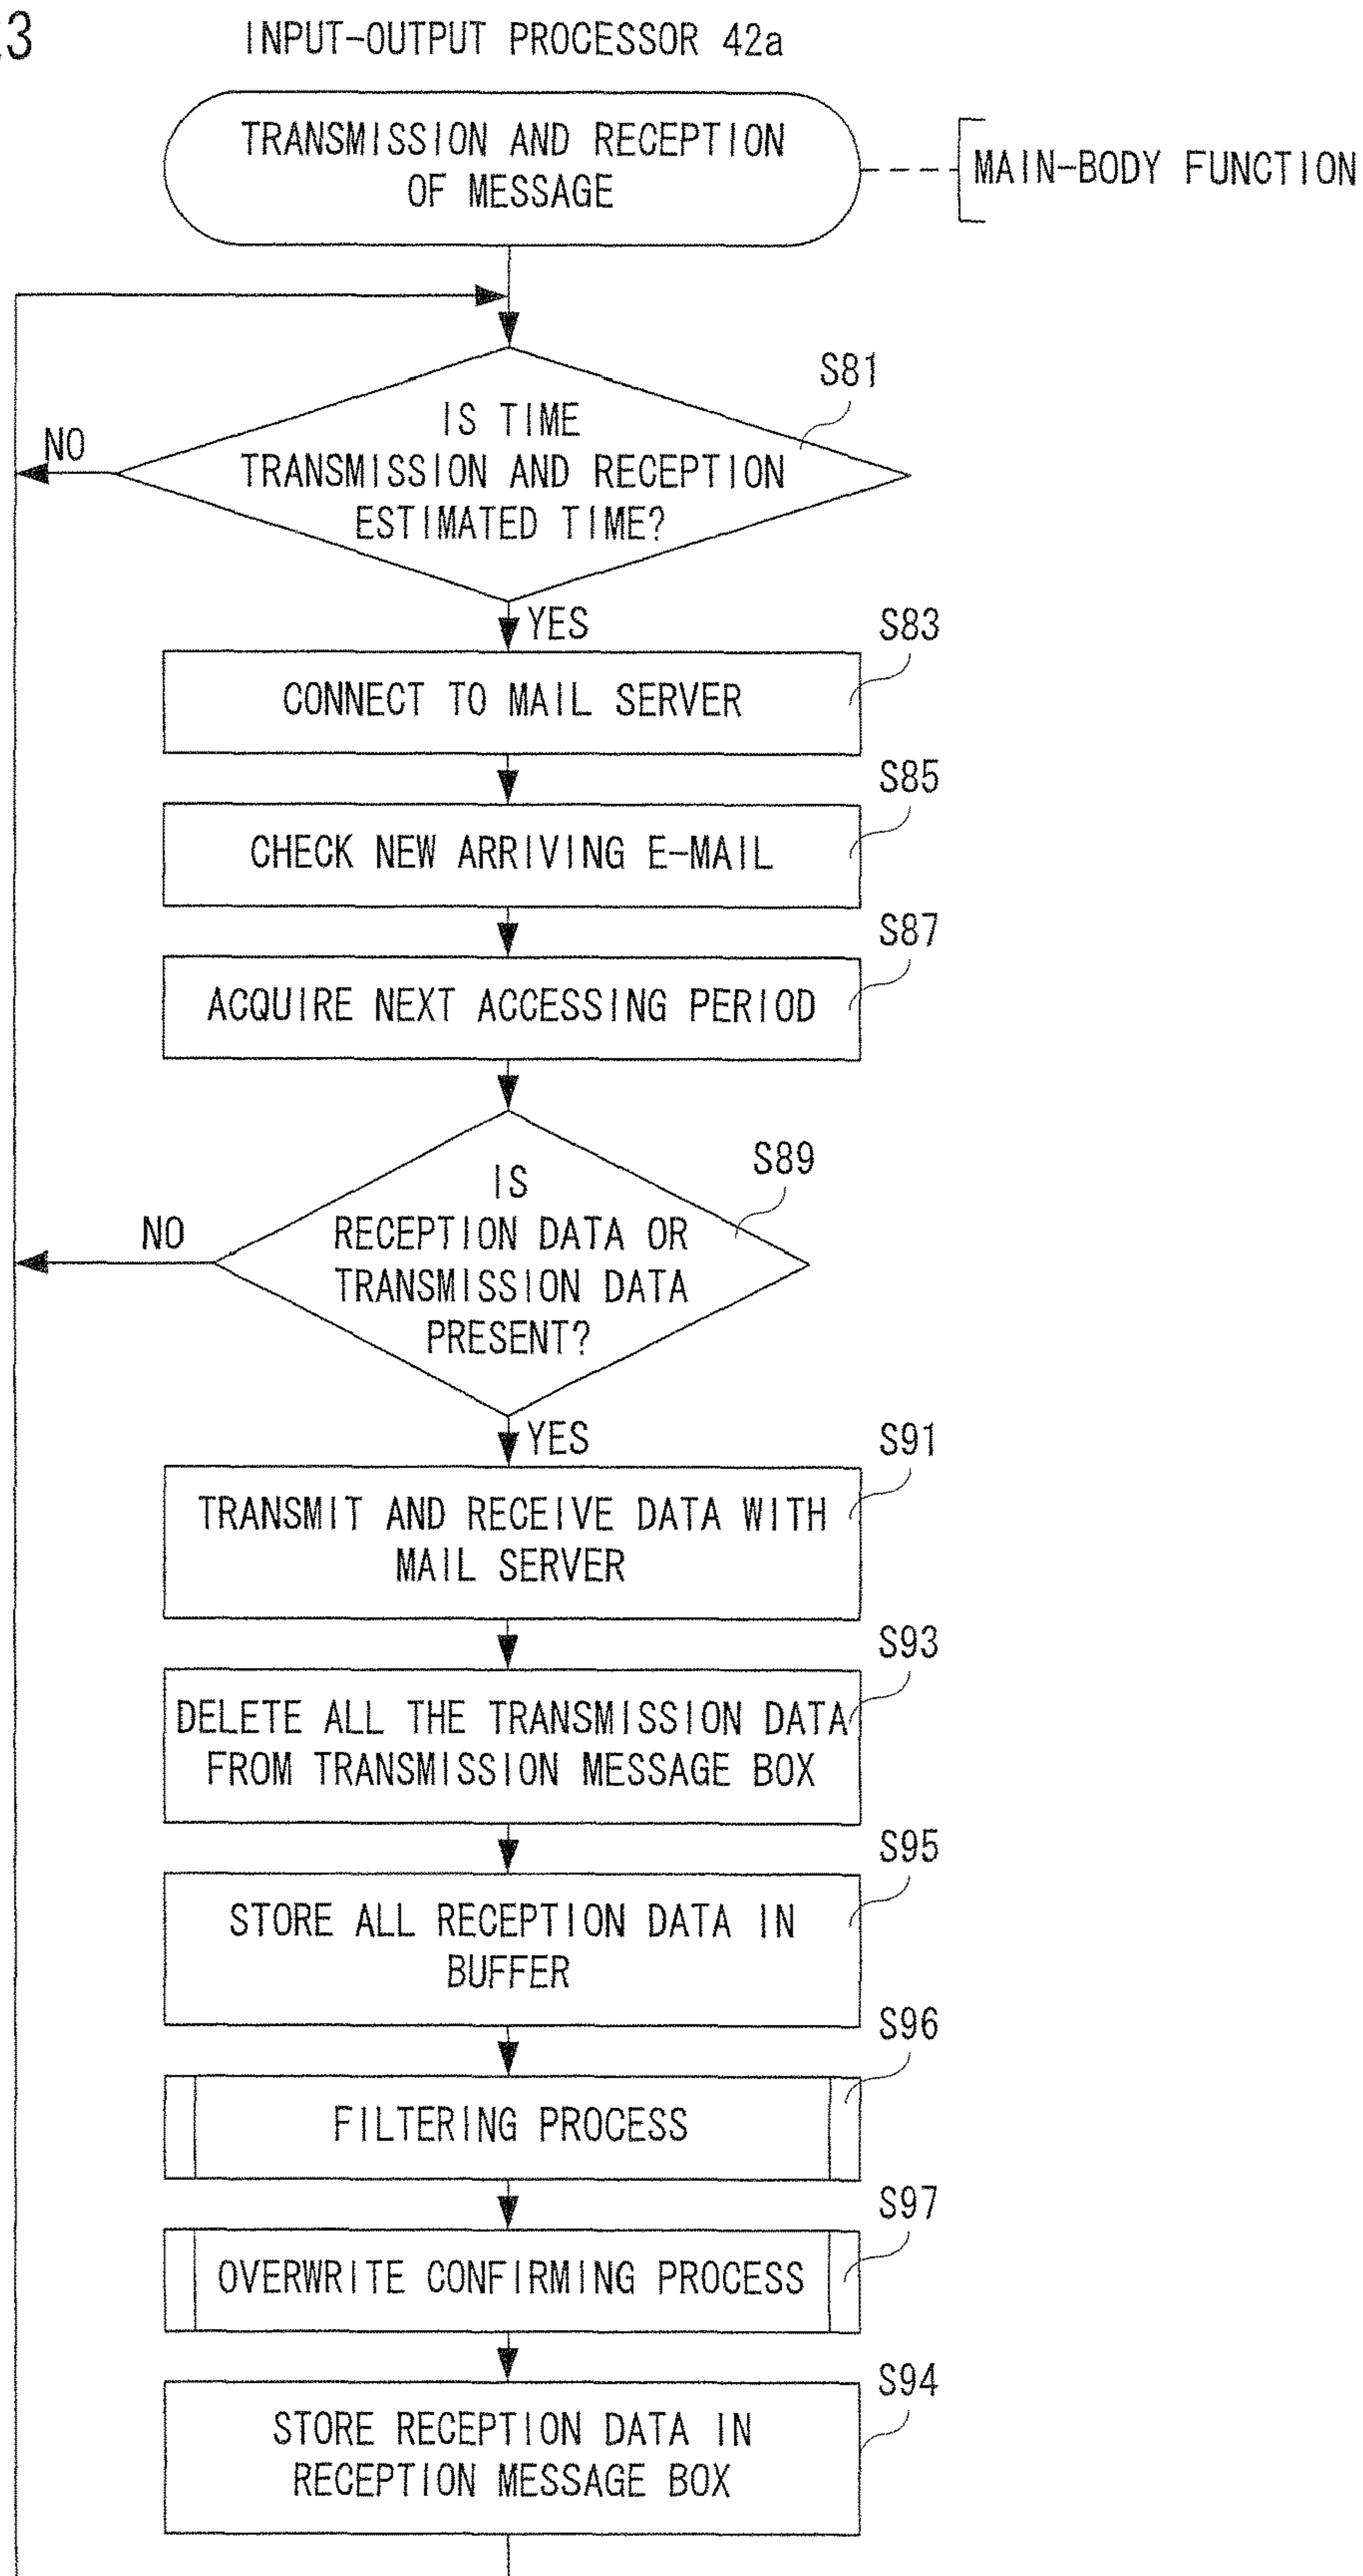 3
INPUT-OUTPUT PROCESSOR 42a
TRANSMISSION AND RECEPTION
OF MESSAGE
MAIN-BODY FUNCTION
S81
IS TIME
TRANSMISSION AND RECEPTION
ESTIMATED TIME?
NO
YES
S83
CONNECT TO MAIL SERVER
S85
CHECK NEW ARRIVING E-MAIL
S87
ACQUIRE NEXT ACCESSING PERIOD
S89
IS
RECEPTION DATA OR
TRANSMISSION DATA
PRESENT?
NO
YES
S91
TRANSMIT AND RECEIVE DATA WITH
MAIL SERVER
S93
DELETE ALL THE TRANSMISSION DATA
FROM TRANSMISSION MESSAGE BOX
S95
STORE ALL RECEPTION DATA IN
BUFFER
S96
FILTERING PROCESS
S97
OVERWRITE CONFIRMING PROCESS
S94
STORE RECEPTION DATA IN
RECEPTION MESSAGE BOX